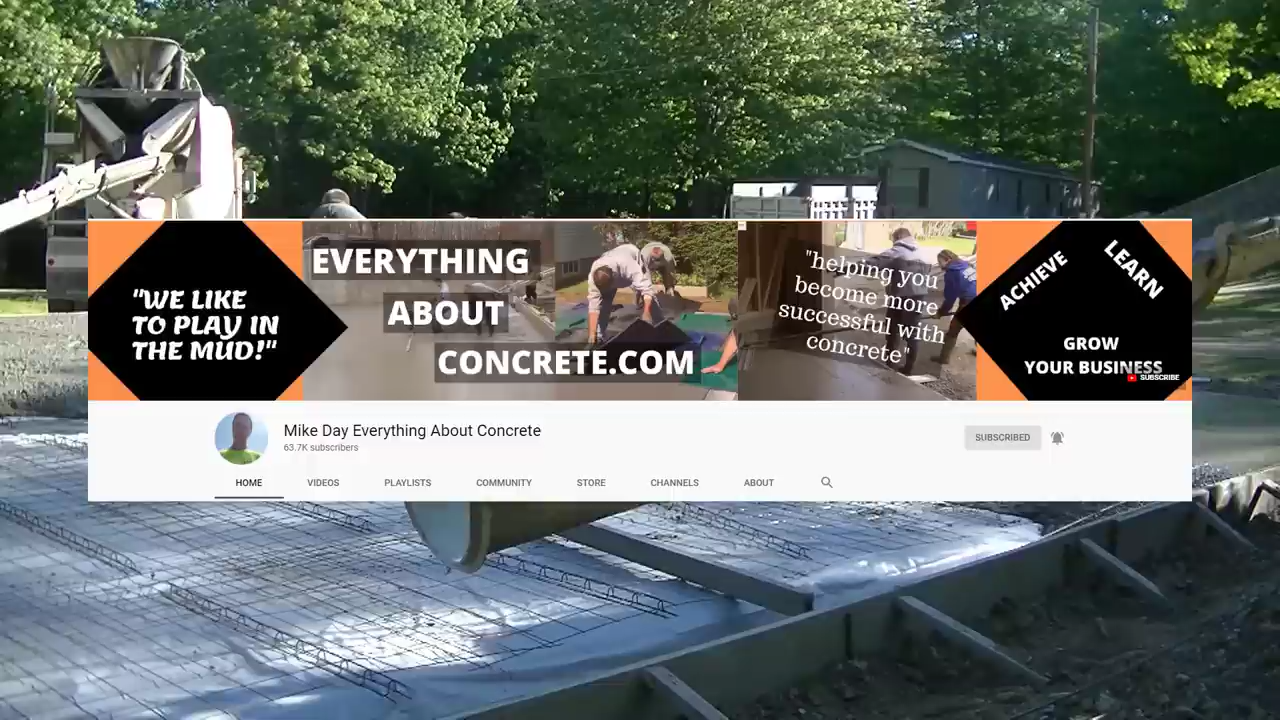 "WE LIKE
TO PLAY IN
THE MUD!"
EVERYTHING
ABOUT
CONCRETE.COM
"helping you
become more
successful with
concrete"
ACHIEVE
LEARN
GROW
YOUR BUSINESS
SUBSCRIBE
Mike Day Everything About Concrete
63.7K subscribers
SUBSCRIBED
HOME VIDEOS PLAYLISTS COMMUNITY STORE CHANNELS ABOUT